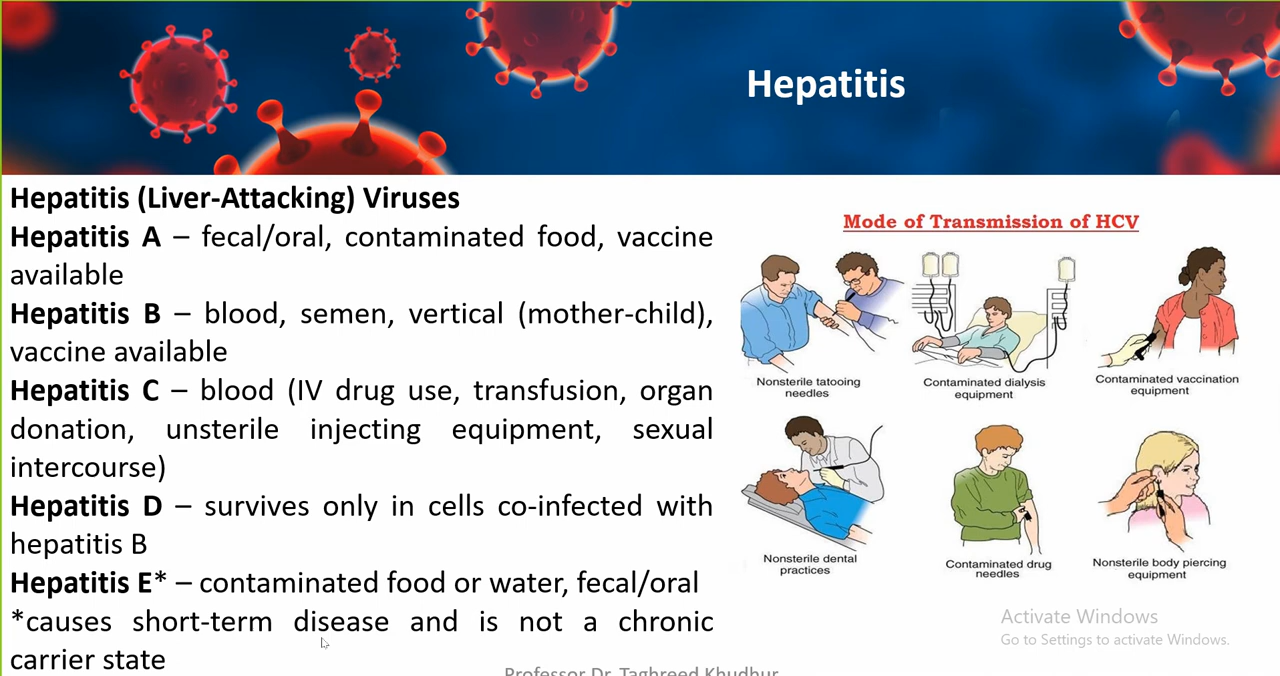 Hepatitis
Hepatitis (Liver-Attacking) Viruses
Hepatitis A – fecal/oral, contaminated food, vaccine
available
Hepatitis B – blood, semen, vertical (mother-child),
vaccine available
Hepatitis C – blood (IV drug use, transfusion, organ
donation, unsterile injecting equipment, sexual
intercourse)
Hepatitis D – survives only in cells co-infected with
hepatitis B
Hepatitis E* – contaminated food or water, fecal/oral
*causes short-term disease and is not a chronic
carrier state
Mode of Transmission of HCV
Nonsterile tatooing
needles
Contaminated dialysis
equipment
Contaminated vaccination
equipment
Nonsterile dental
practices
Contaminated drug
needles
Nonsterile body piercing
equipment
Activate Windows
Go to Settings to activate Windows.
Professor Dr. Taghreed Khudhur